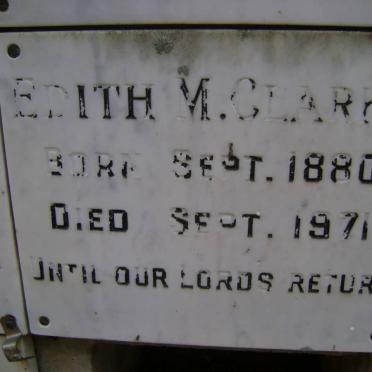 EDITH M. CLARK
BORN SEPT. 1880
DIED SEPT. 1971
UNTIL OUR LORDS RETURN